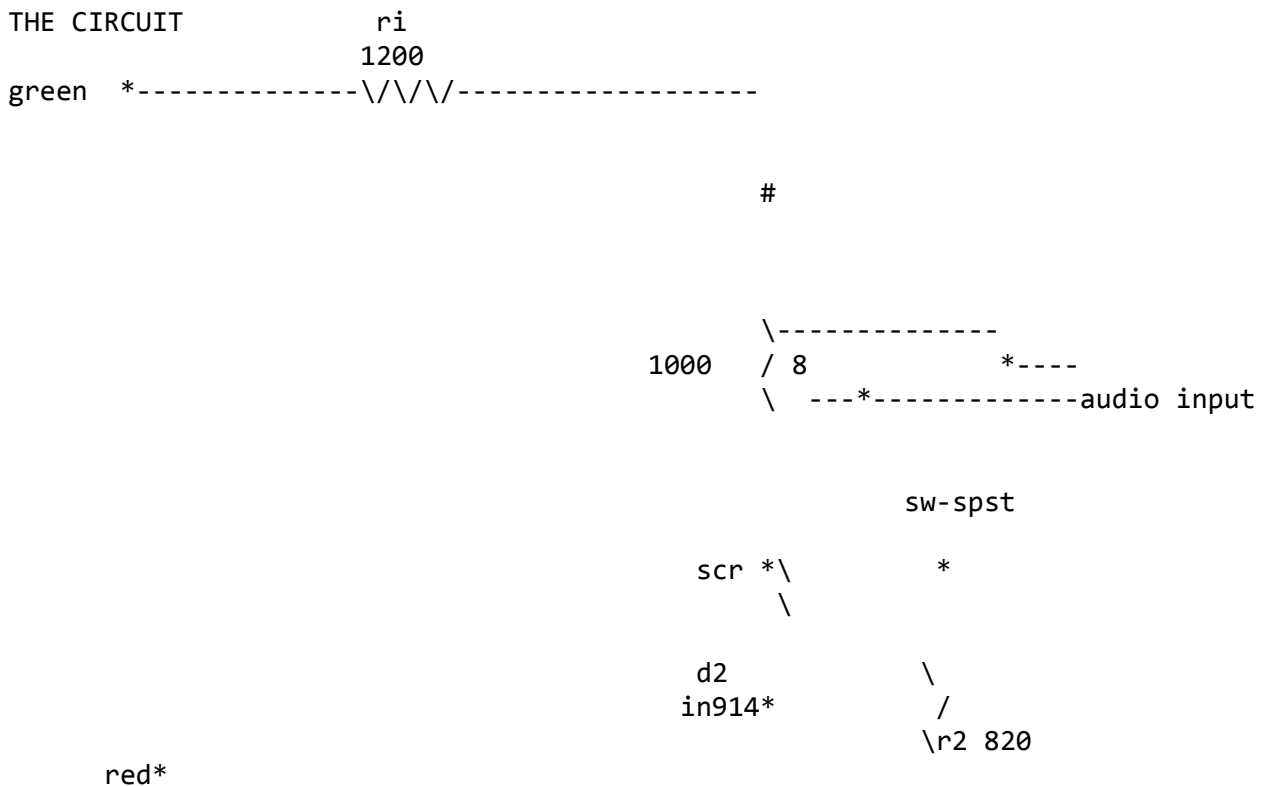 THE CIRCUIT ri
1200
green *--------------\/\/\/-------------------
#
\--------------
1000 / 8 *----
\ ---*-------------audio input
sw-spst
scr *\ *
\
d2 \
in914* /
\r2 820
red*